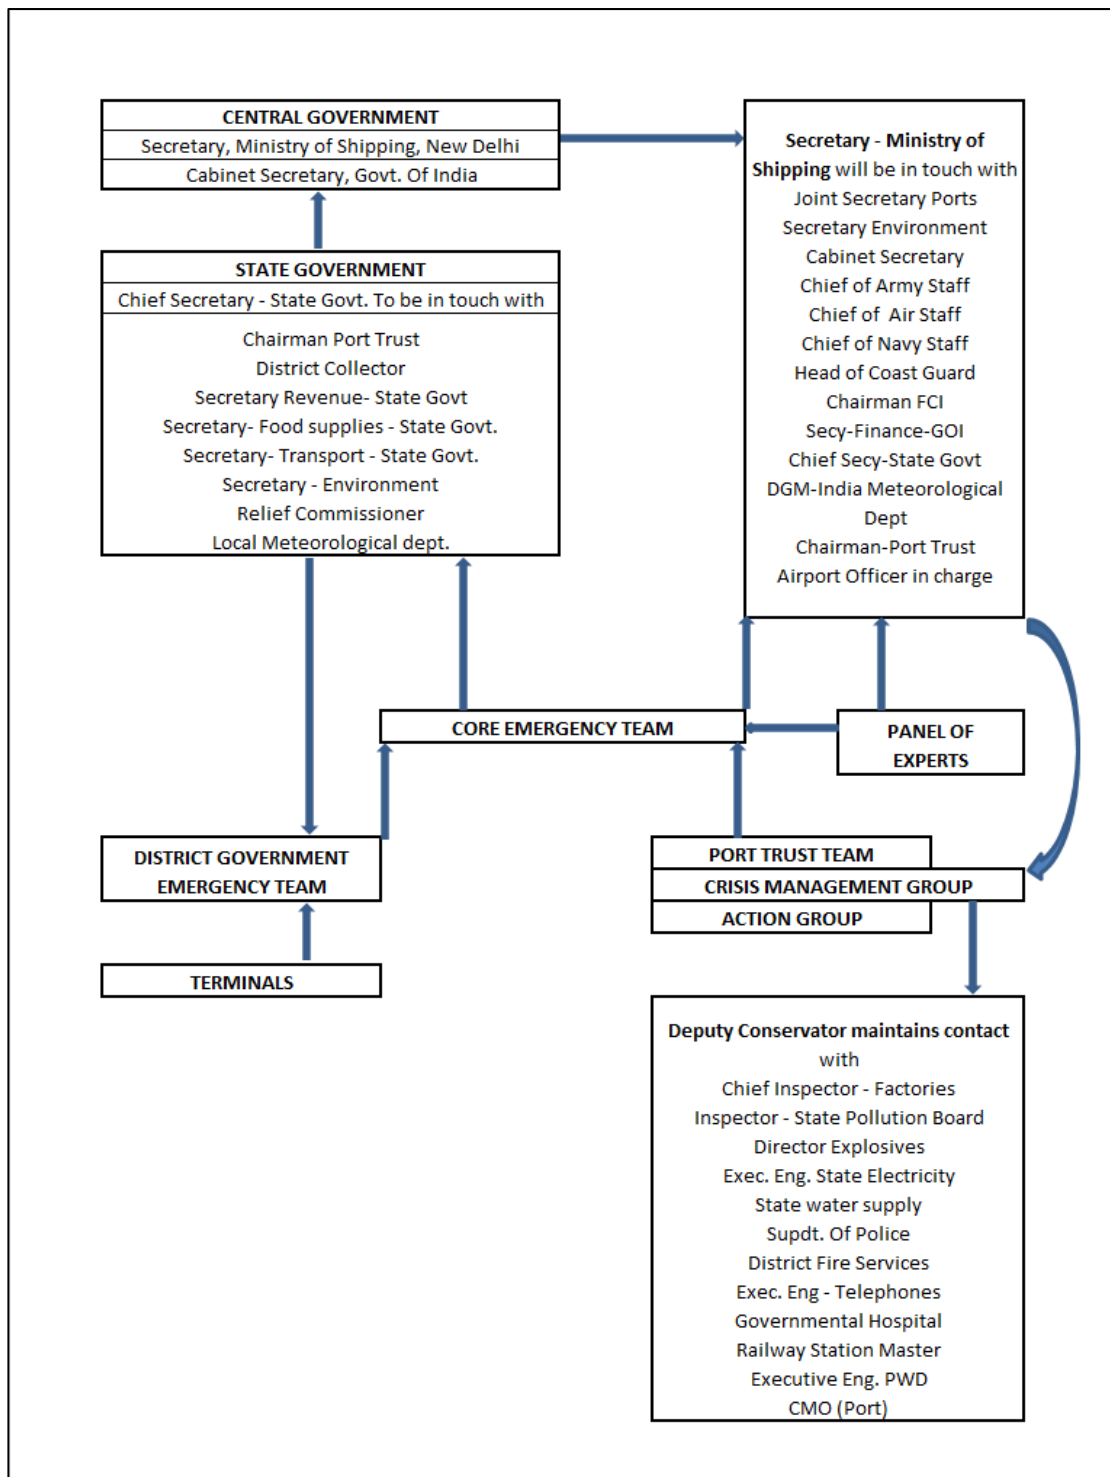 CENTRAL GOVERNMENT
Secretary, Ministry of Shipping, New Delhi
Cabinet Secretary, Govt. Of India
STATE GOVERNMENT
Chief Secretary - State Govt. To be in touch with
Chairman Port Trust
District Collector
Secretary Revenue- State Govt
Secretary- Food supplies - State Govt.
Secretary- Transport - State Govt.
Secretary - Environment
Relief Commissioner
Local Meteorological dept.
Secretary - Ministry of
Shipping will be in touch with
Joint Secretary Ports
Secretary Environment
Cabinet Secretary
Chief of Army Staff
Chief of Air Staff
Chief of Navy Staff
Head of Coast Guard
Chairman FCI
Secy-Finance-GOI
Chief Secy-State Govt
DGM-India Meteorological
Dept
Chairman-Port Trust
Airport Officer in charge
CORE EMERGENCY TEAM
PANEL OF
EXPERTS
DISTRICT GOVERNMENT
EMERGENCY TEAM
TERMINALS
PORT TRUST TEAM
CRISIS MANAGEMENT GROUP
ACTION GROUP
Deputy Conservator maintains contact
with
Chief Inspector - Factories
Inspector - State Pollution Board
Director Explosives
Exec. Eng. State Electricity
State water supply
Supdt. Of Police
District Fire Services
Exec. Eng - Telephones
Governmental Hospital
Railway Station Master
Executive Eng. PWD
CMO (Port)